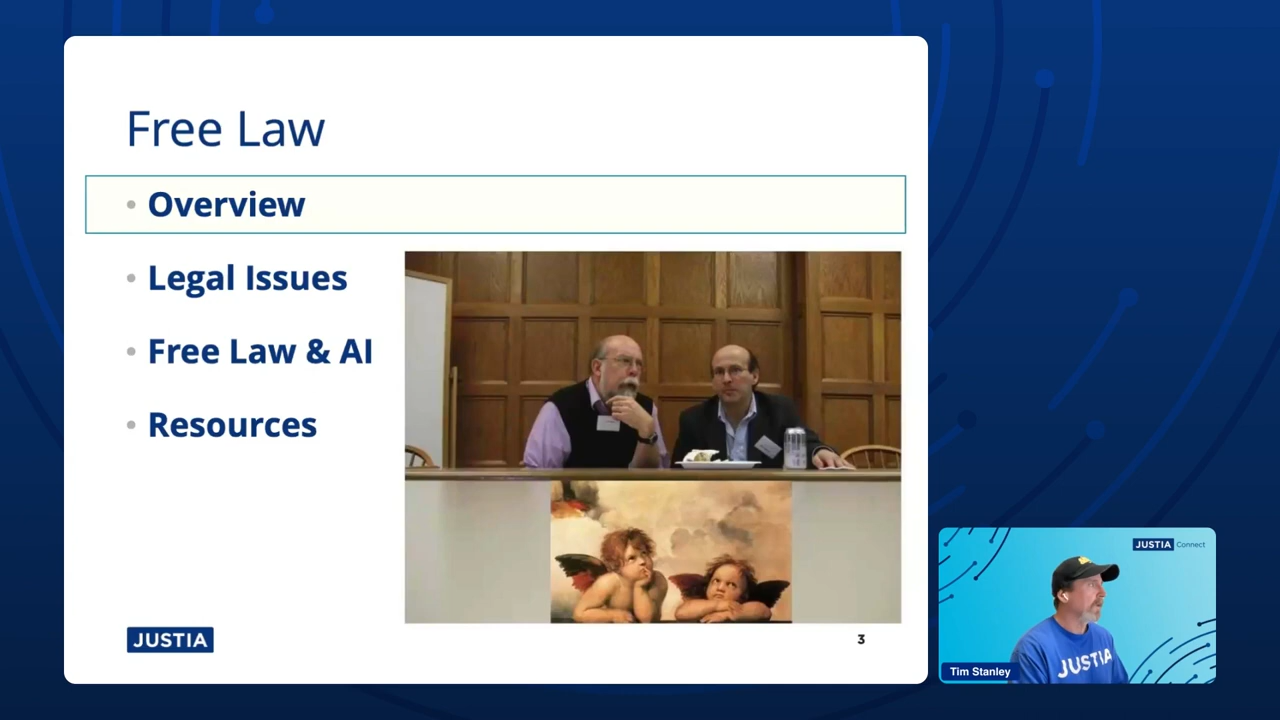 Free Law
• Overview
• Legal Issues
• Free Law & AI
• Resources
JUSTIA
3
JUSTIA Connect
JUSTIA
Tim Stanley